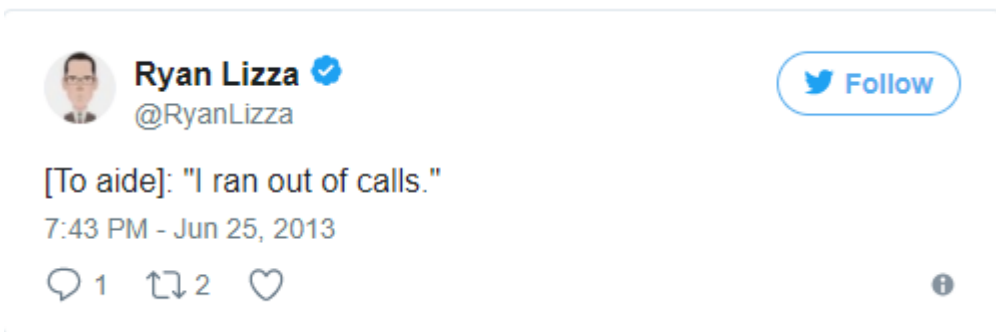 Ryan Lizza
@RyanLizza
Follow
[To aide]: "I ran out of calls."
7:43 PM - Jun 25, 2013
1 2